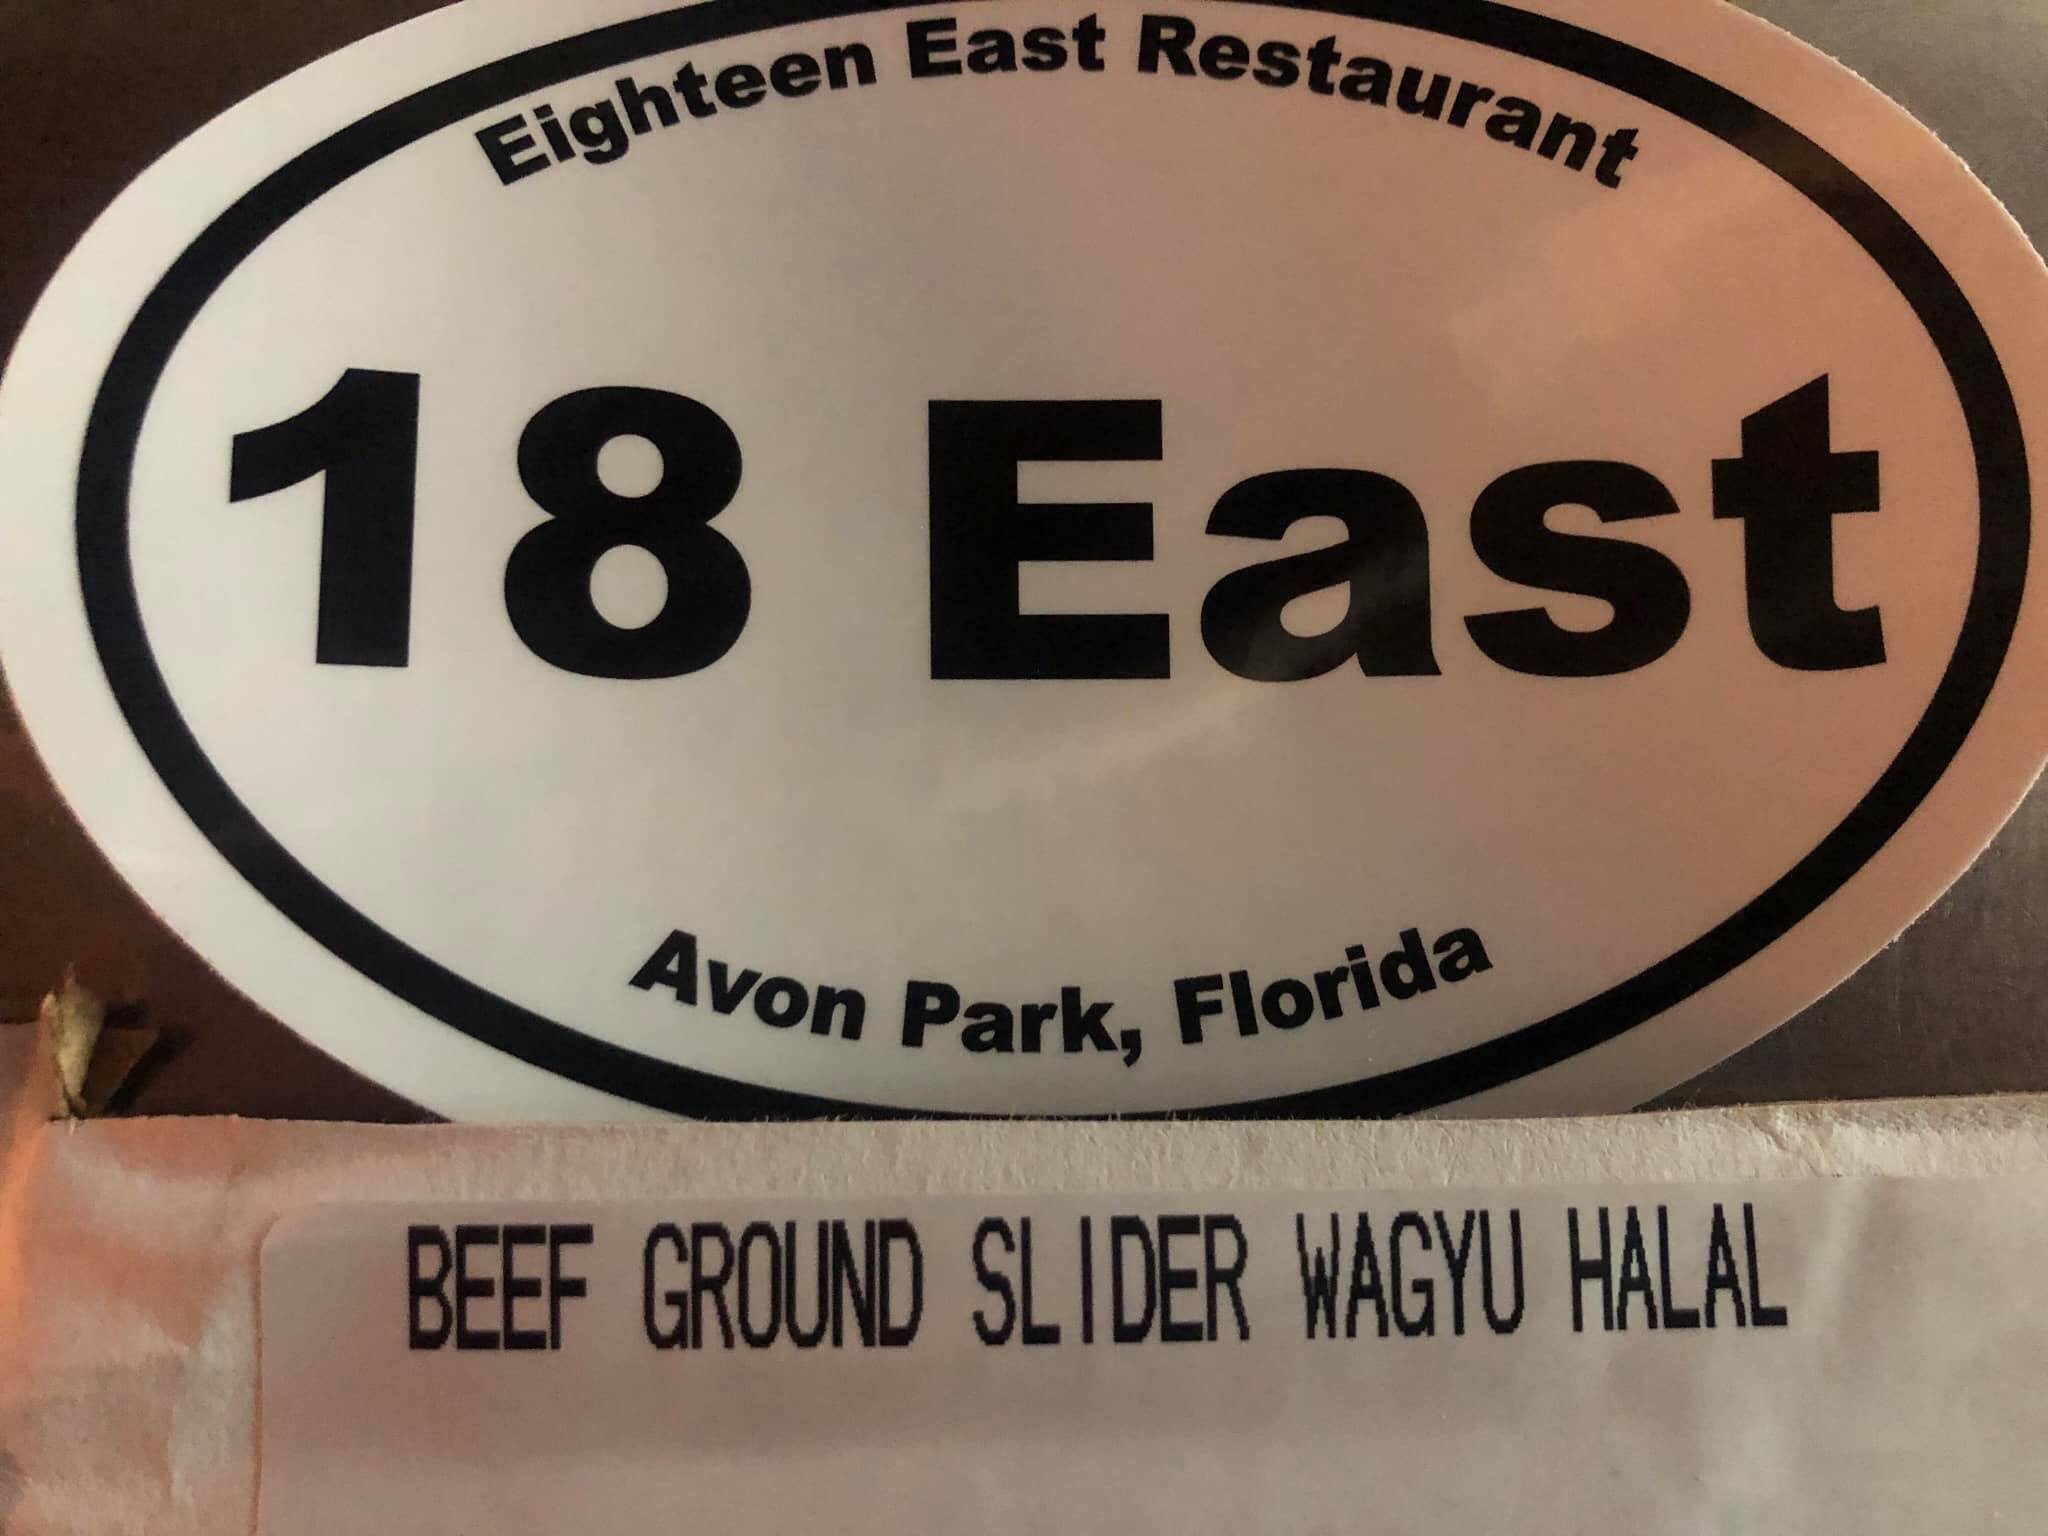 Eighteen East Restaurant
18 East
Avon Park, Florida
BEEF GROUND SLIDER WAGYU HALAL